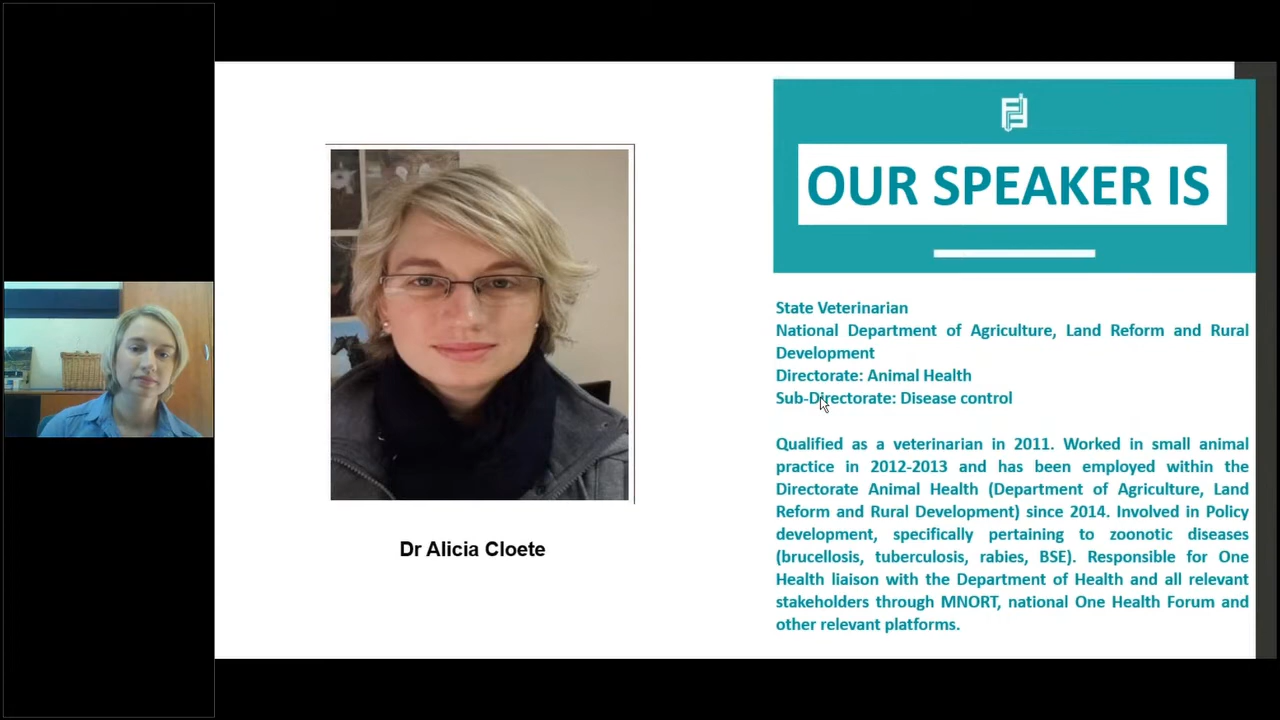 OUR SPEAKER IS
State Veterinarian
National Department of Agriculture, Land Reform and Rural
Development
Directorate: Animal Health
Sub-Directorate: Disease control
Qualified as a veterinarian in 2011. Worked in small animal
practice in 2012-2013 and has been employed within the
Directorate Animal Health (Department of Agriculture, Land
Reform and Rural Development) since 2014. Involved in Policy
development, specifically pertaining to zoonotic diseases
(brucellosis, tuberculosis, rabies, BSE). Responsible for One
Health liaison with the Department of Health and all relevant
stakeholders through MNORT, national One Health Forum and
other relevant platforms.
Dr Alicia Cloete